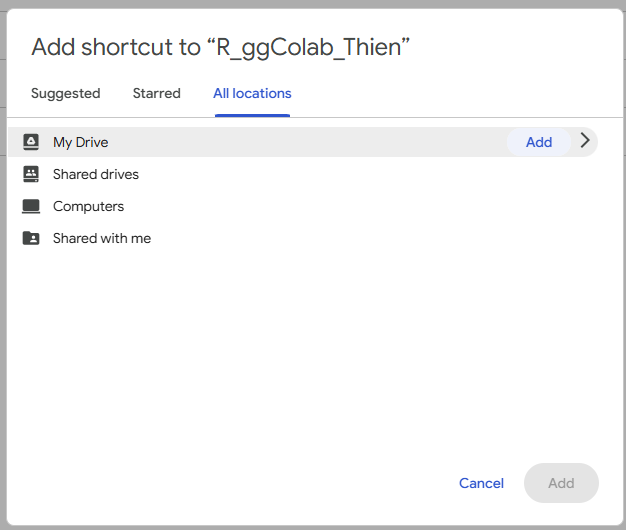 Add shortcut to “R_ggColab_Thien”
Suggested Starred All locations
My Drive Add
Shared drives
Computers
Shared with me
Cancel Add